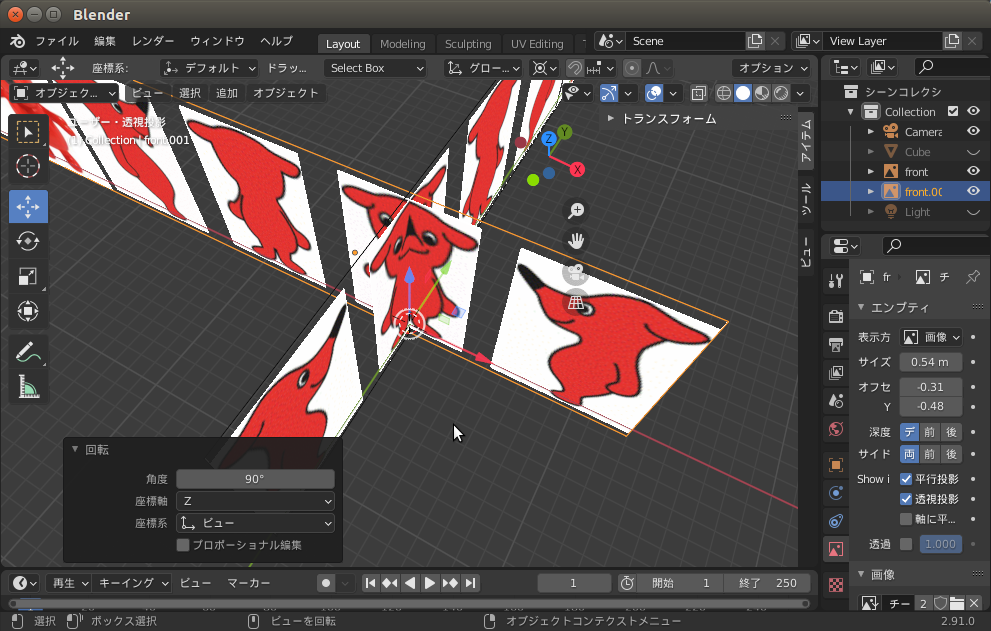 Blender
ファイル 編集 レンダー ウィンドウ ヘルプ Layout Modeling Sculpting UV Editing Scene View Layer
座標系: デフォルト ドラッ... Select Box グロー... オプション
オブジェク... ビュー 選択 追加 オブジェクト
ユーザー・透視投影
(1) Collection | front.001
トランスフォーム
アイテム
ツール
ビュー
Z
Y
X
シーンコレクシ
Collection
Camera
Cube
front
front.00
Light
fr チ
エンプティ
表示方 画像
サイズ 0.54 m
オフセ -0.31
Y -0.48
深度 デ 前 後
サイド 両 前 後
Show i 平行投影
透視投影
軸に平...
透過 1.000
画像
チー 2
回転
角度 90°
座標軸 Z
座標系 ビュー
プロポーショナル編集
再生 キーイング ビュー マーカー 1 開始 1 終了 250
選択 ボックス選択 ビューを回転 オブジェクトコンテクストメニュー 2.91.0